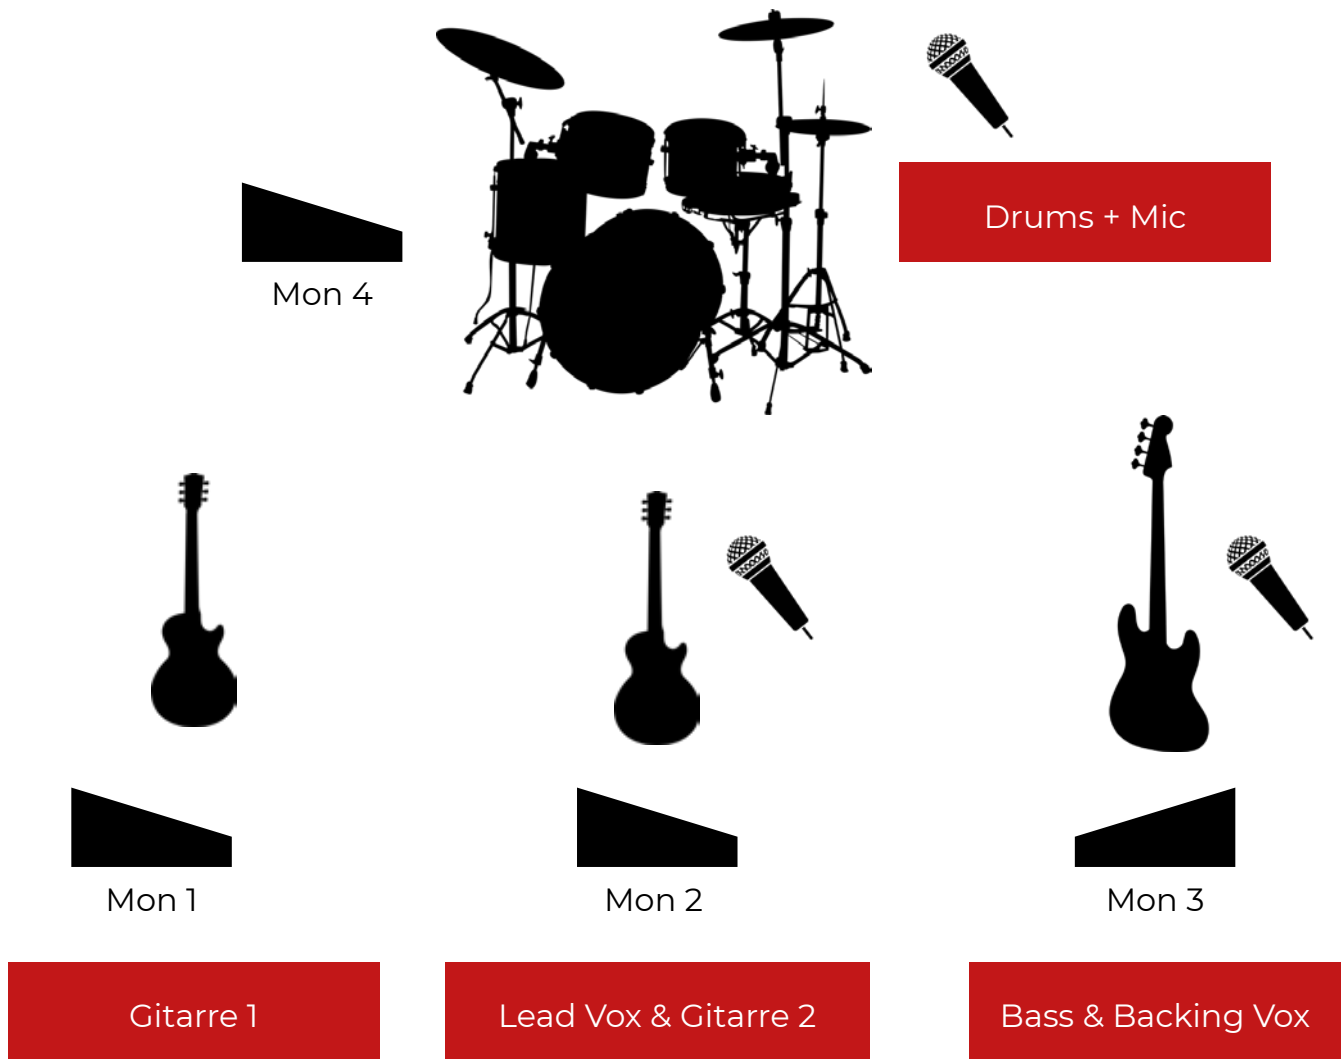 Drums + Mic
Mon 4
Mon 1
Mon 2
Mon 3
Gitarre 1
Lead Vox & Gitarre 2
Bass & Backing Vox